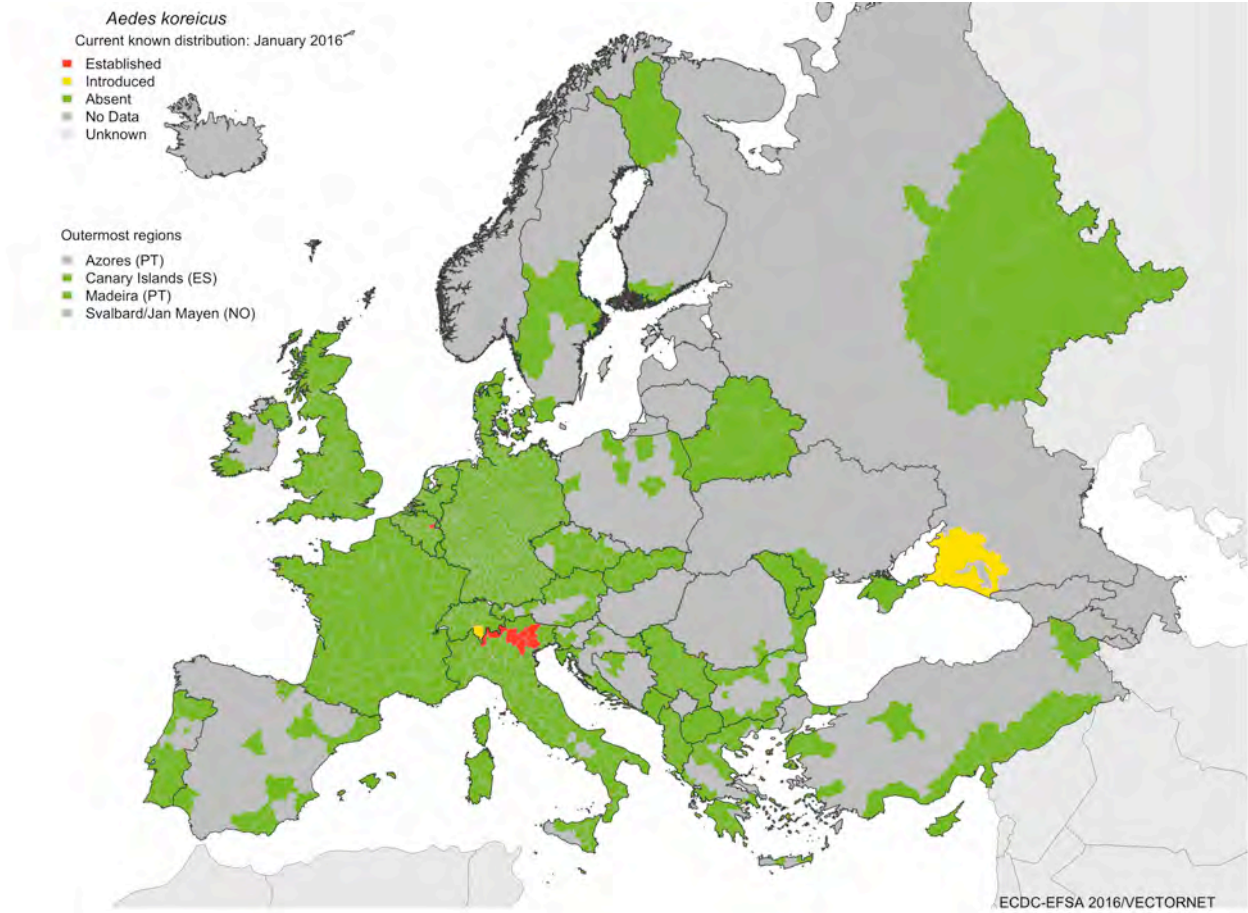 Aedes koreicus
Current known distribution: January 2016
Established
Introduced
Absent
No Data
Unknown
Outermost regions
Azores (PT)
Canary Islands (ES)
Madeira (PT)
Svalbard/Jan Mayen (NO)
ECDC-EFSA 2016/VECTORNET